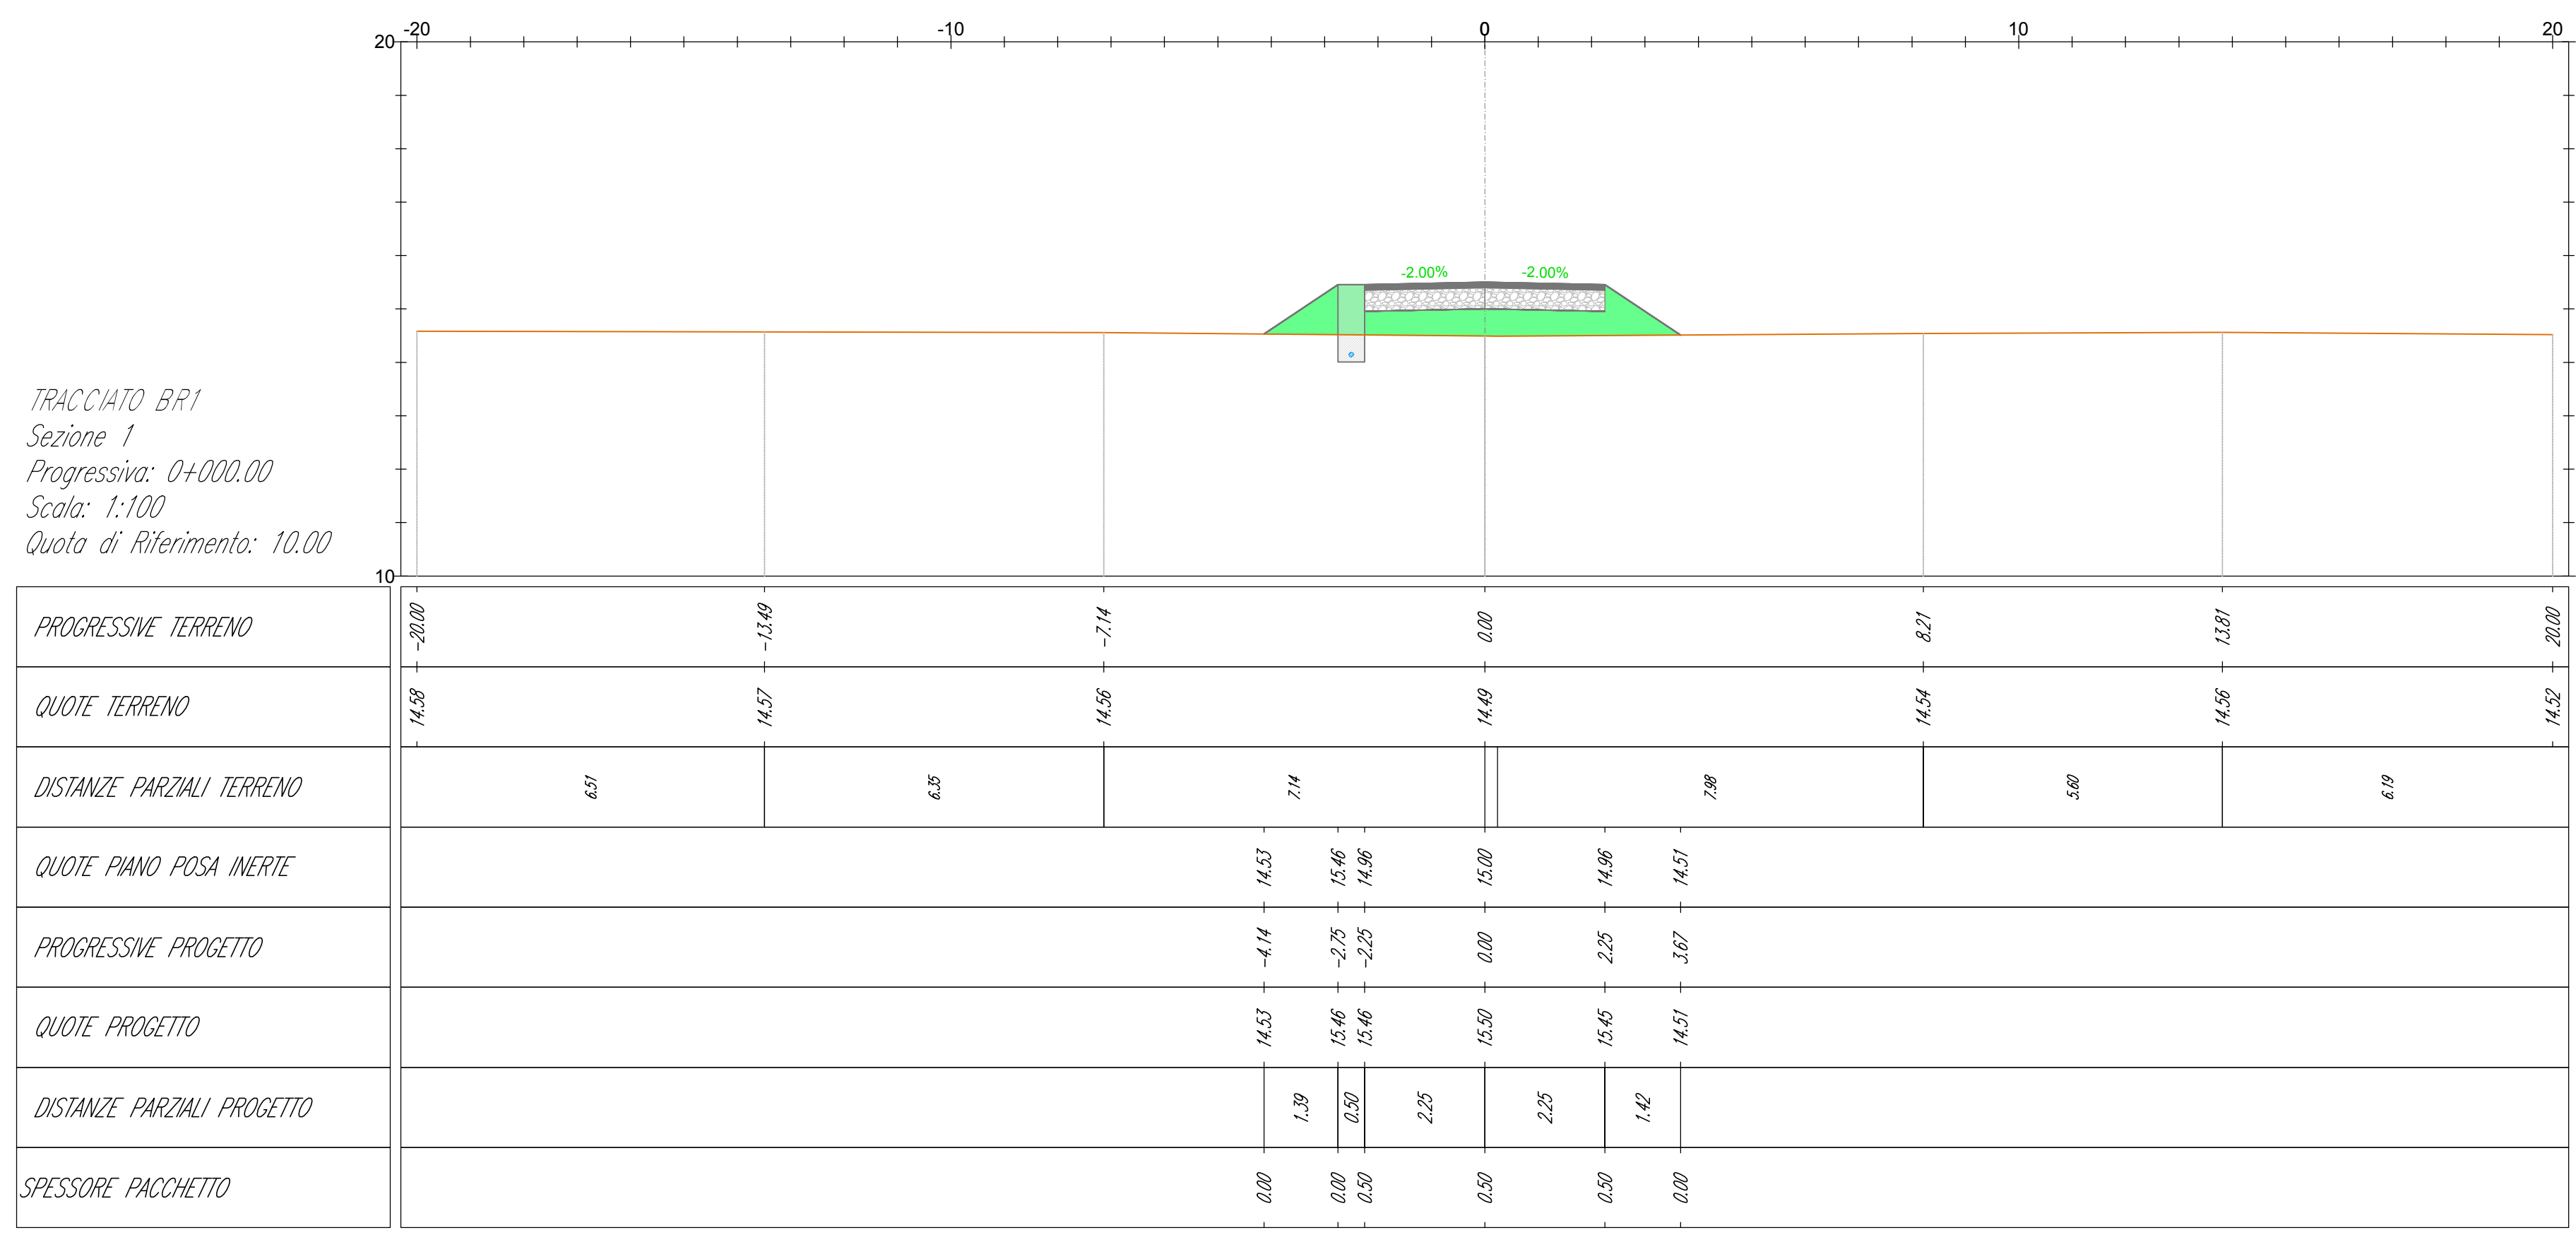 -20 -10 0 10 20
20
-2.00% -2.00%
TRACCIATO BR1
Sezione 1
Progressiva: 0+000.00
Scala: 1:100
Quota di Riferimento: 10.00
10
PROGRESSIVE TERRENO -20.00 -13.49 -7.14 0.00 8.21 13.81 20.00
QUOTE TERRENO 14.58 14.57 14.56 14.49 14.54 14.56 14.52
DISTANZE PARZIALI TERRENO 6.51 6.35 7.14 7.98 5.60 6.19
QUOTE PIANO POSA INERTE 14.53 15.46 14.96 15.00 14.96 14.51
PROGRESSIVE PROGETTO -4.14 -2.75 -2.25 0.00 2.25 3.67
QUOTE PROGETTO 14.53 15.46 15.46 15.50 15.45 14.51
DISTANZE PARZIALI PROGETTO 1.39 0.50 2.25 2.25 1.42
SPESSORE PACCHETTO 0.00 0.00 0.50 0.50 0.50 0.00